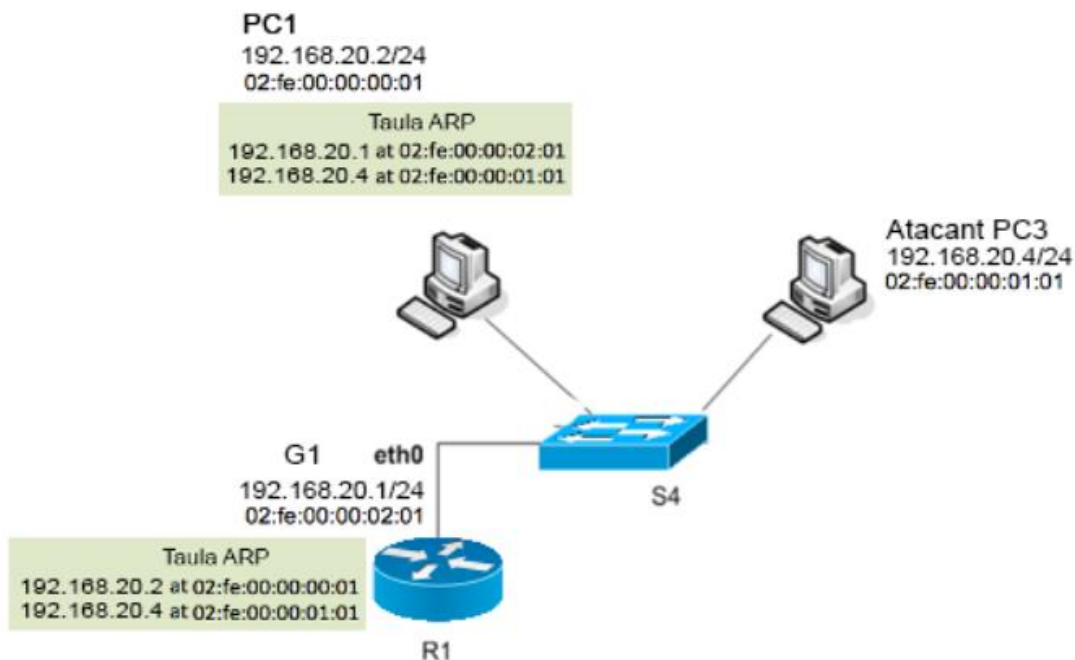 PC1
192.168.20.2/24
02:fe:00:00:00:01
Taula ARP
192.168.20.1 at 02:fe:00:00:02:01
192.168.20.4 at 02:fe:00:00:01:01
Atacant PC3
192.168.20.4/24
02:fe:00:00:01:01
G1 eth0
192.168.20.1/24
02:fe:00:00:02:01
S4
Taula ARP
192.168.20.2 at 02:fe:00:00:00:01
192.168.20.4 at 02:fe:00:00:01:01
R1